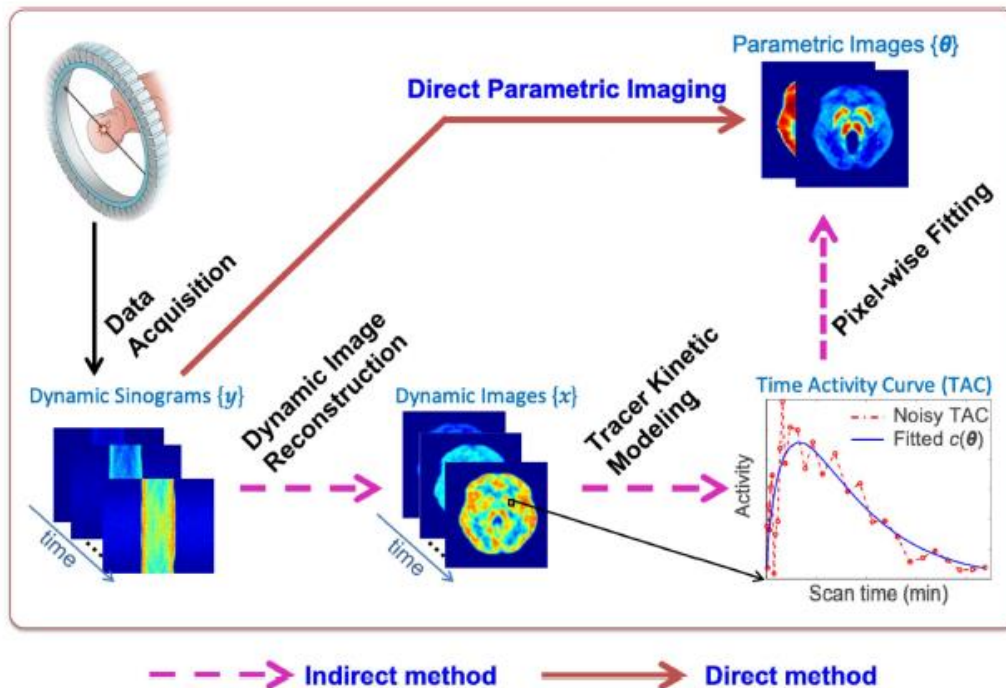 Parametric Images {θ}
Direct Parametric Imaging
Data
Acquisition
Pixel-wise Fitting
Dynamic Sinograms {y}
Dynamic Image
Reconstruction
Dynamic Images {x}
Tracer Kinetic
Modeling
Time Activity Curve (TAC)
Noisy TAC
Fitted c(θ)
Activity
Scan time (min)
time
time
Indirect method
Direct method